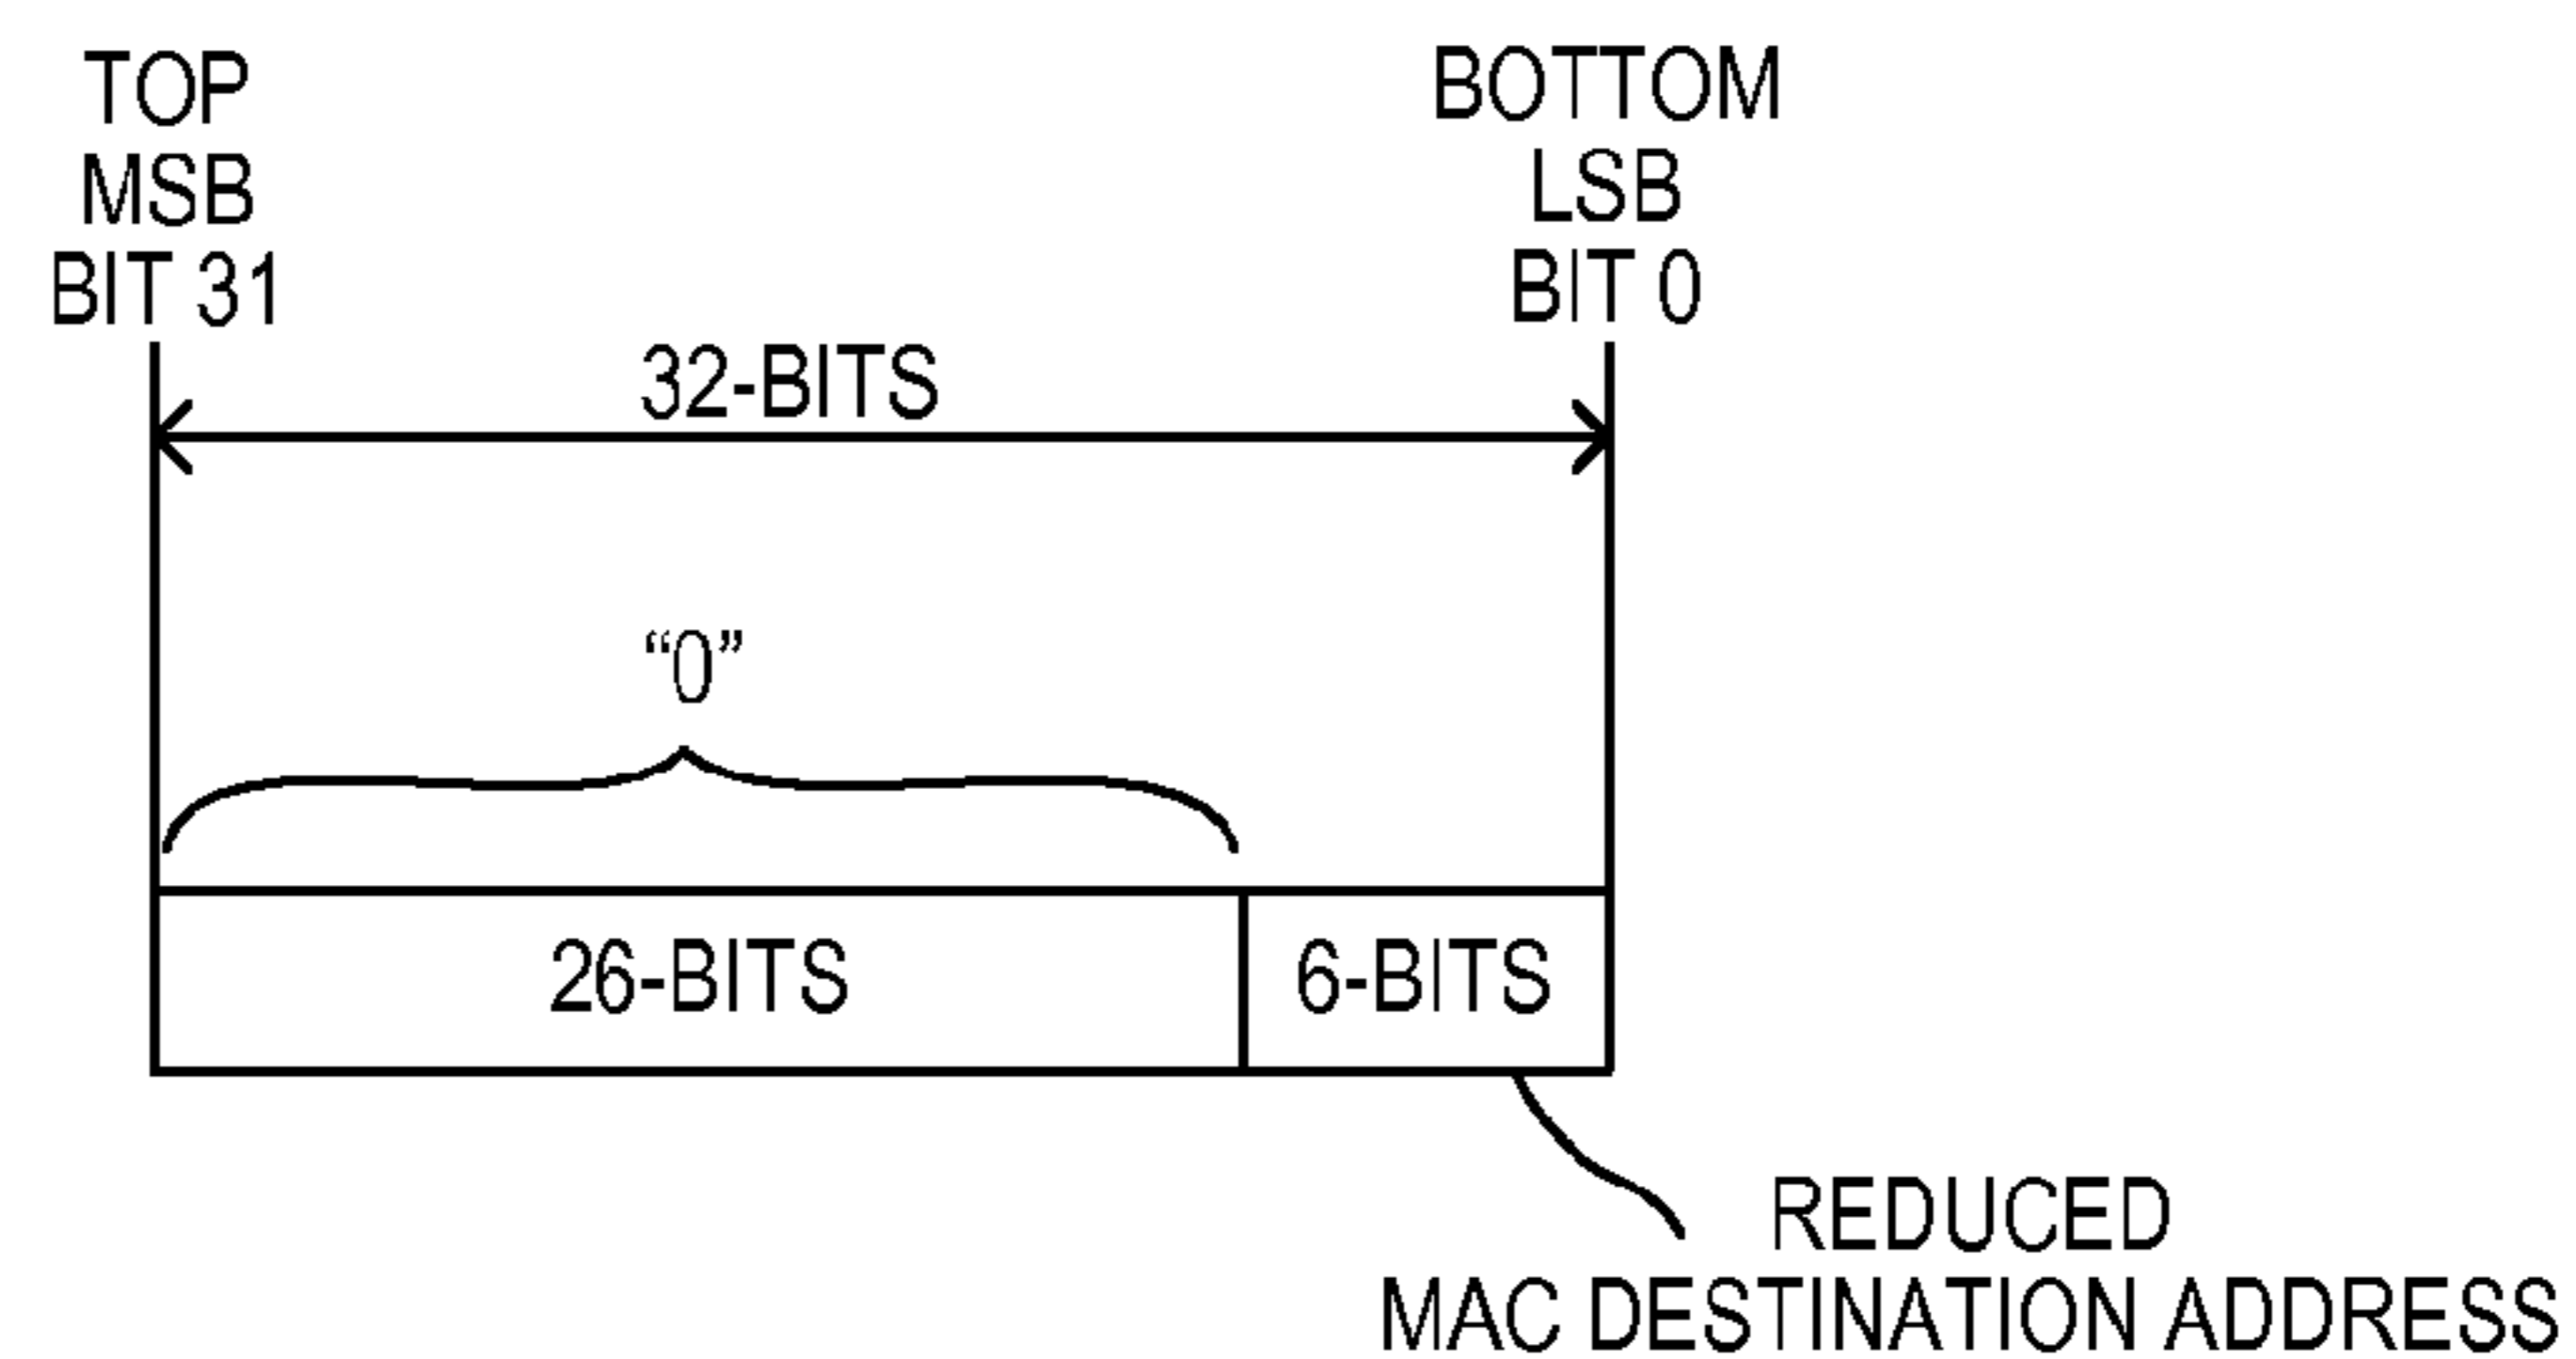 TOP
MSB
BIT 31
BOTTOM
LSB
BIT 0
32-BITS
“0”
26-BITS
6-BITS
REDUCED
MAC DESTINATION ADDRESS